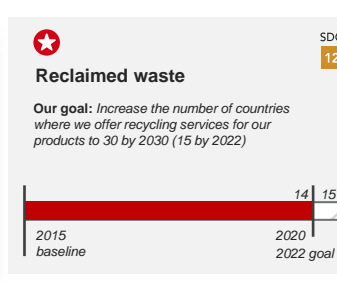 SDG
12
Reclaimed waste
Our goal: Increase the number of countries
where we offer recycling services for our
products to 30 by 2030 (15 by 2022)
14 15
2015 2020
baseline 2022 goal